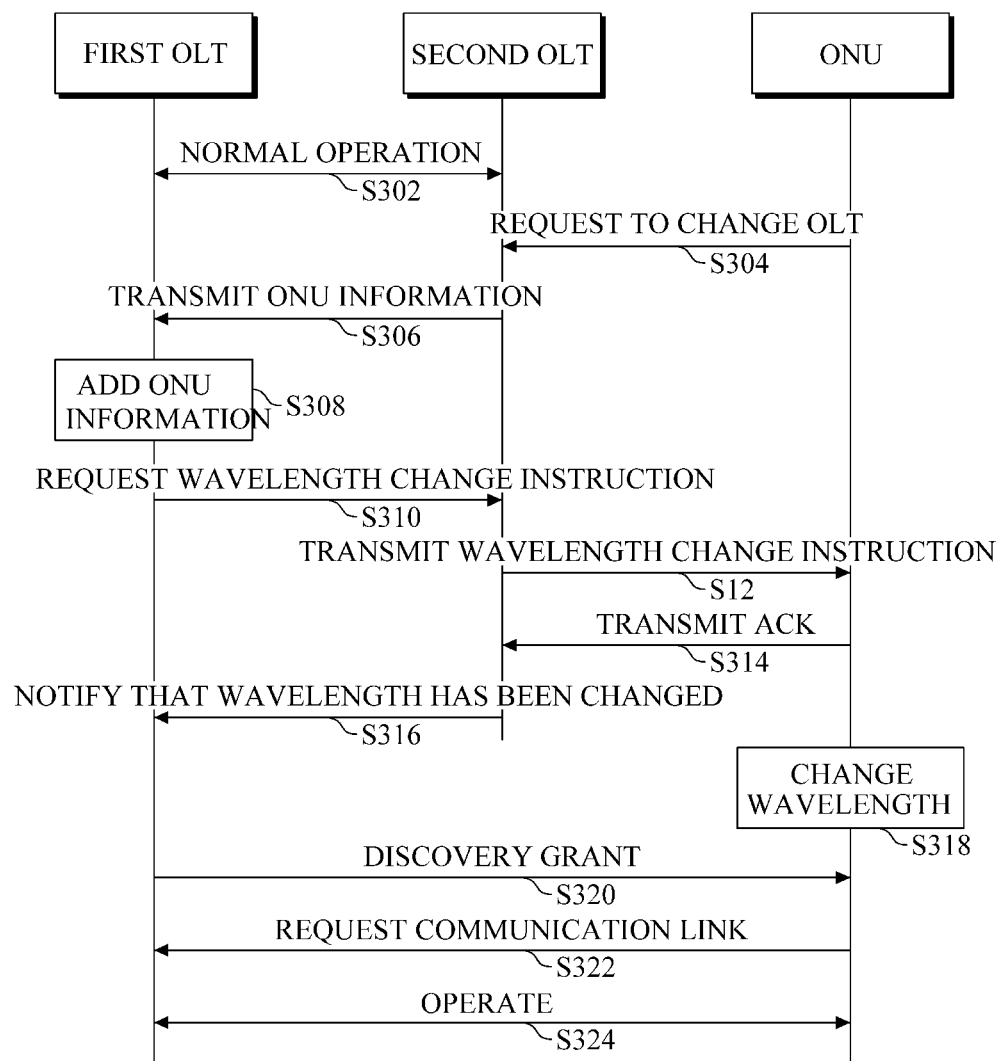 FIRST OLT
SECOND OLT
ONU
NORMAL OPERATION
S302
REQUEST TO CHANGE OLT
S304
TRANSMIT ONU INFORMATION
S306
ADD ONU
INFORMATION
S308
REQUEST WAVELENGTH CHANGE INSTRUCTION
S310
TRANSMIT WAVELENGTH CHANGE INSTRUCTION
S12
TRANSMIT ACK
S314
NOTIFY THAT WAVELENGTH HAS BEEN CHANGED
S316
CHANGE
WAVELENGTH
S318
DISCOVERY GRANT
S320
REQUEST COMMUNICATION LINK
S322
OPERATE
S324